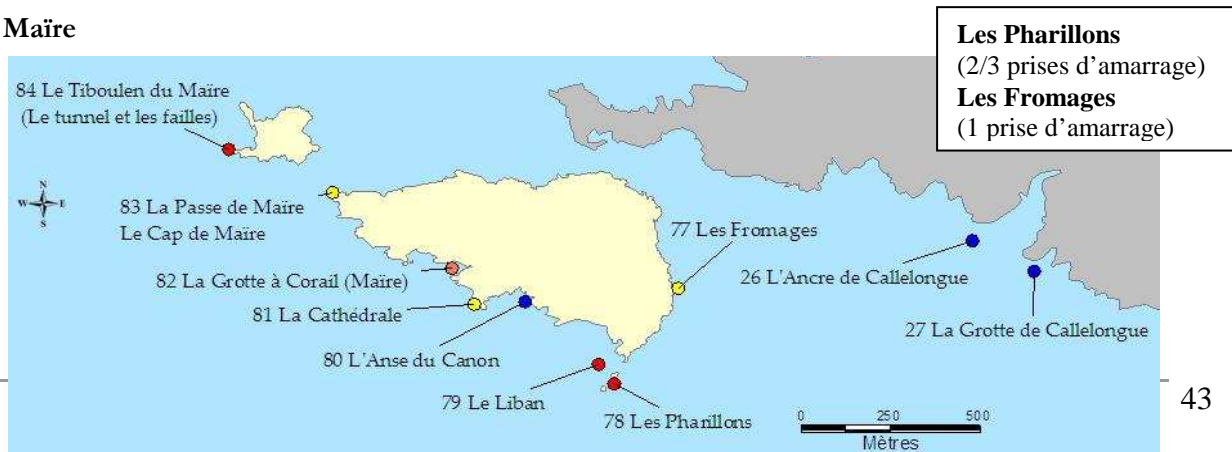 Maïre
Les Pharillons
(2/3 prises d'amarrage)
Les Fromages
(1 prise d'amarrage)
84 Le Tiboulen du Maïre
(Le tunnel et les failles)
N
W E
S
83 La Passe de Maïre
Le Cap de Maïre
77 Les Fromages
82 La Grotte à Corail (Maïre)
26 L'Ancre de Callelongue
81 La Cathédrale
27 La Grotte de Callelongue
80 L'Anse du Canon
79 Le Liban
78 Les Pharillons
0 250 500
Mètres
43